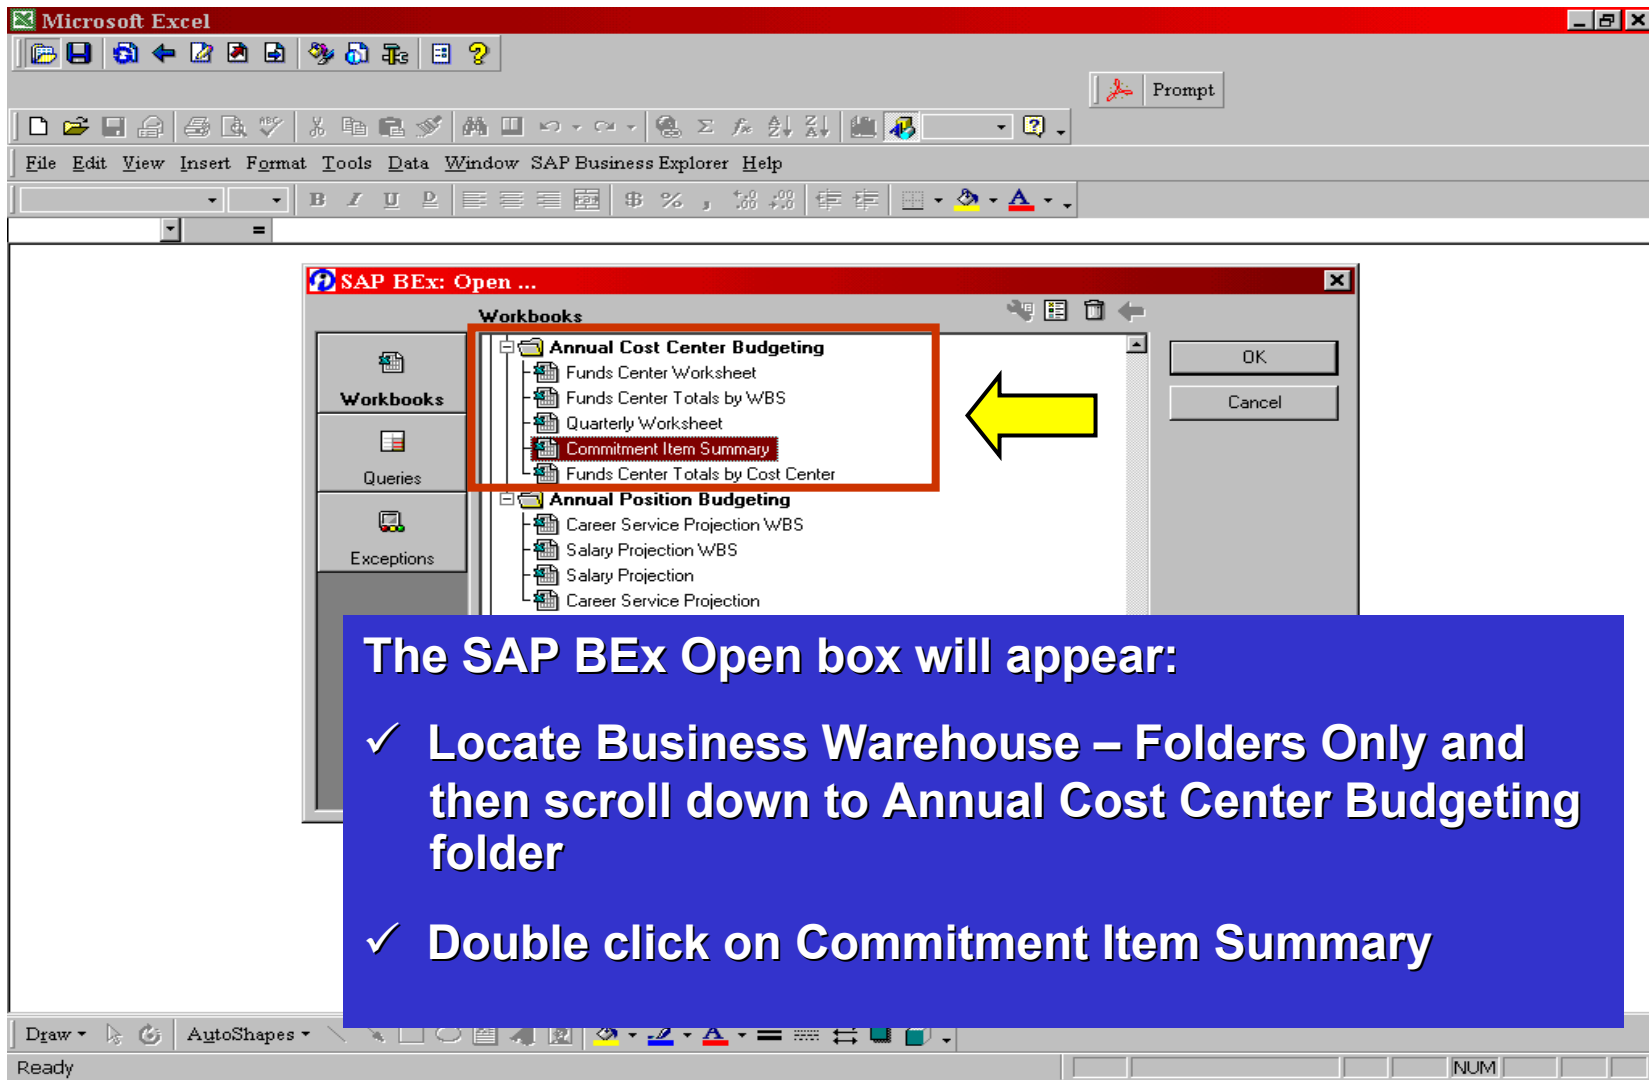 Microsoft Excel
Prompt
File Edit View Insert Format Tools Data Window SAP Business Explorer Help
B I U D $ % ,
=
SAP BEx: Open ...
Workbooks
Annual Cost Center Budgeting
Funds Center Worksheet
Funds Center Totals by WBS
Quarterly Worksheet
Commitment Item Summary
Funds Center Totals by Cost Center
Annual Position Budgeting
Career Service Projection WBS
Salary Projection WBS
Salary Projection
Career Service Projection
Workbooks
Queries
Exceptions
OK
Cancel
The SAP BEx Open box will appear:
✓ Locate Business Warehouse – Folders Only and
then scroll down to Annual Cost Center Budgeting
folder
✓ Double click on Commitment Item Summary
Draw AutoShapes
Ready
NUM